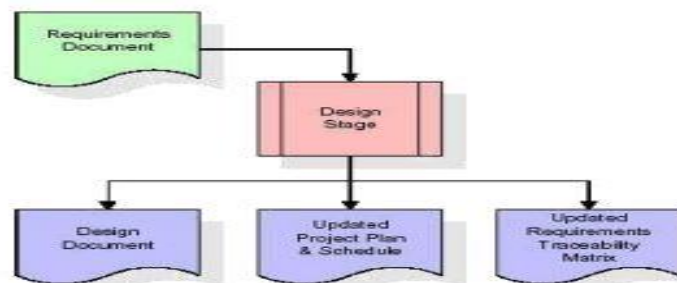 Requirements
Document
Design
Stage
Design
Document
Updated
Project Plan
& Schedule
Updated
Requirements
Traceability
Matrix